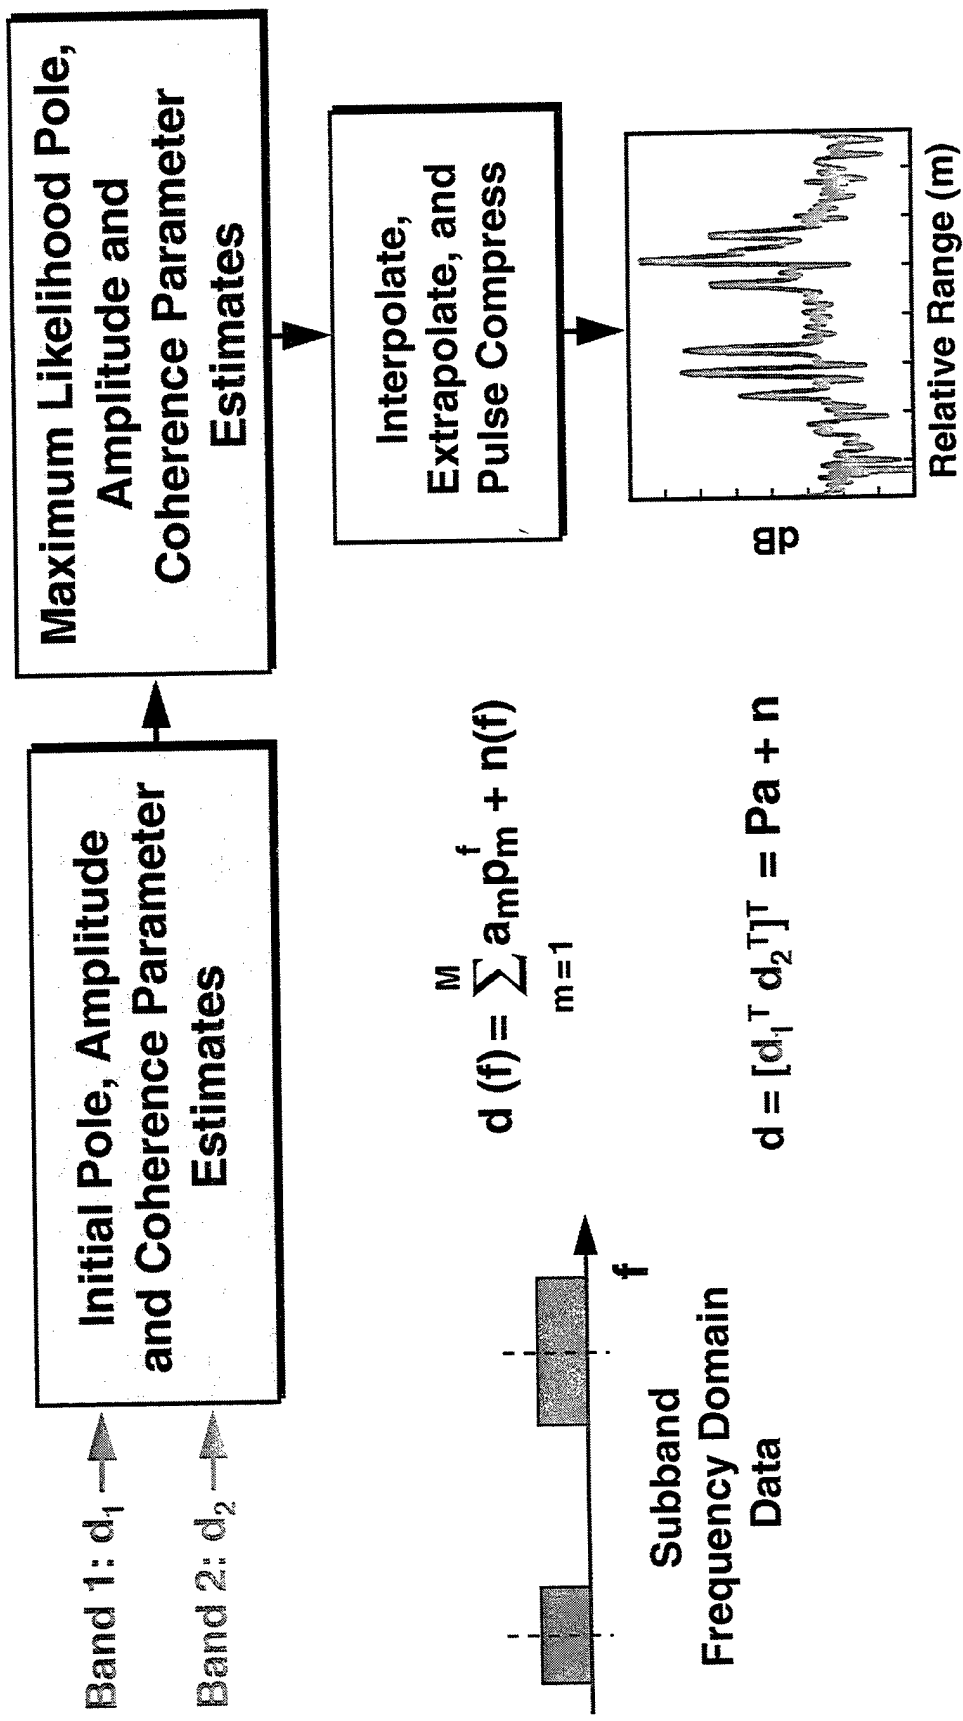 Band 1: d₁
Band 2: d₂
Initial Pole, Amplitude
and Coherence Parameter
Estimates
Maximum Likelihood Pole,
Amplitude and
Coherence Parameter
Estimates
Interpolate,
Extrapolate, and
Pulse Compress
dB
Relative Range (m)
f
Subband
Frequency Domain
Data
M
d (f) = ∑ aₘpₘᶠ + n(f)
m = 1
d = [d₁ᵀ d₂ᵀ]ᵀ = Pa + n